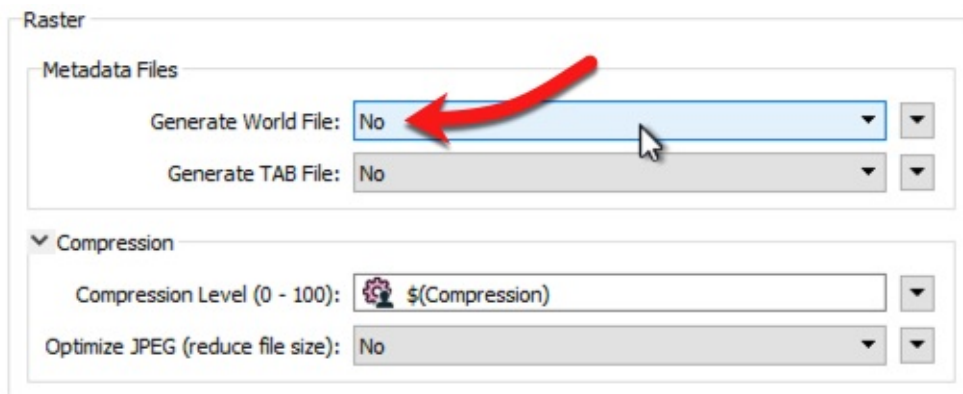 Raster
Metadata Files
Generate World File: No
Generate TAB File: No
Compression
Compression Level (0 - 100): $(Compression)
Optimize JPEG (reduce file size): No